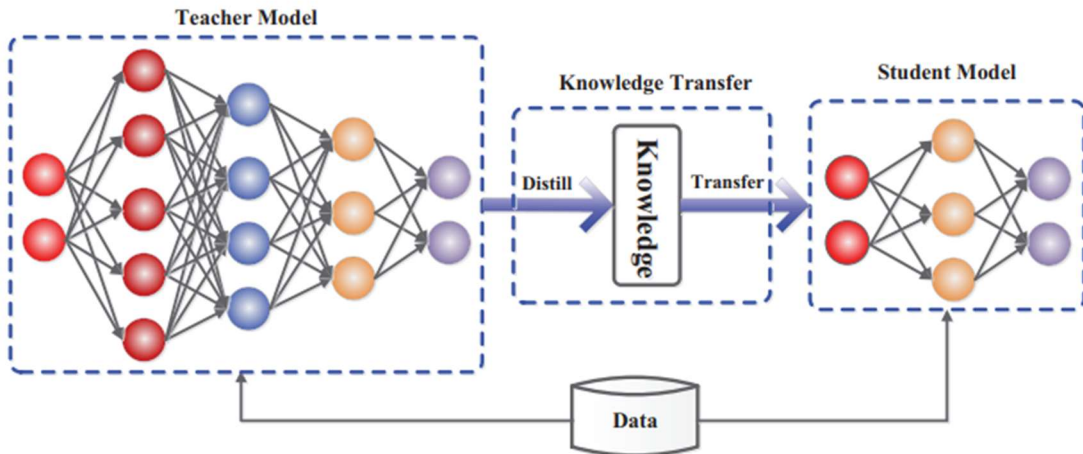 Teacher Model
Knowledge Transfer
Student Model
Distill
Knowledge
Transfer
Data